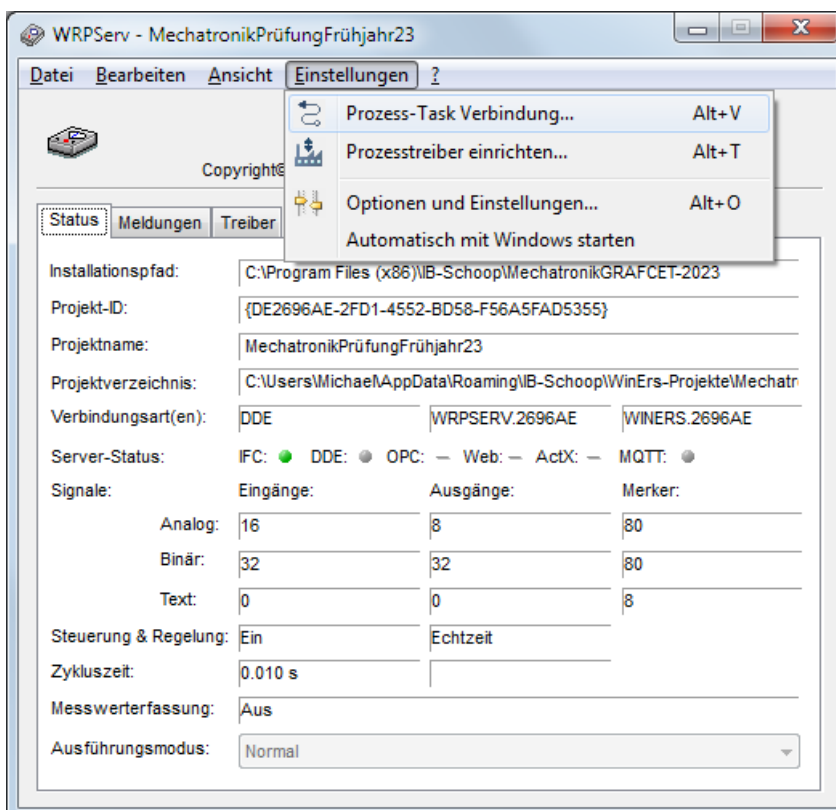 WRPServ - MechatronikPrüfungFrühjahr23
Datei Bearbeiten Ansicht Einstellungen ?
Prozess-Task Verbindung... Alt+V
Prozesstreiber einrichten... Alt+T
Copyright©
Optionen und Einstellungen... Alt+O
Automatisch mit Windows starten
Status Meldungen Treiber
Installationspfad: C:\Program Files (x86)\IB-Schoop\MechatronikGRAFCET-2023
Projekt-ID: {DE2696AE-2FD1-4552-BD58-F56A5FAD5355}
Projektname: MechatronikPrüfungFrühjahr23
Projektverzeichnis: C:\Users\Michael\AppData\Roaming\IB-Schoop\WinErs-Projekte\Mechatr
Verbindungsart(en): DDE WRPSERV.2696AE WINERS.2696AE
Server-Status: IFC: DDE: OPC: – Web: – ActX: – MQTT:
Signale: Eingänge: Ausgänge: Merker:
Analog: 16 8 80
Binär: 32 32 80
Text: 0 0 8
Steuerung & Regelung: Ein Echtzeit
Zykluszeit: 0.010 s
Messwerterfassung: Aus
Ausführungsmodus: Normal